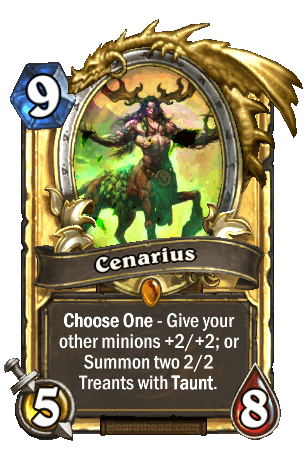 9
Cenarius
Choose One - Give your
other minions +2/+2; or
Summon two 2/2
Treants with Taunt.
5
8
Hearthhead.com